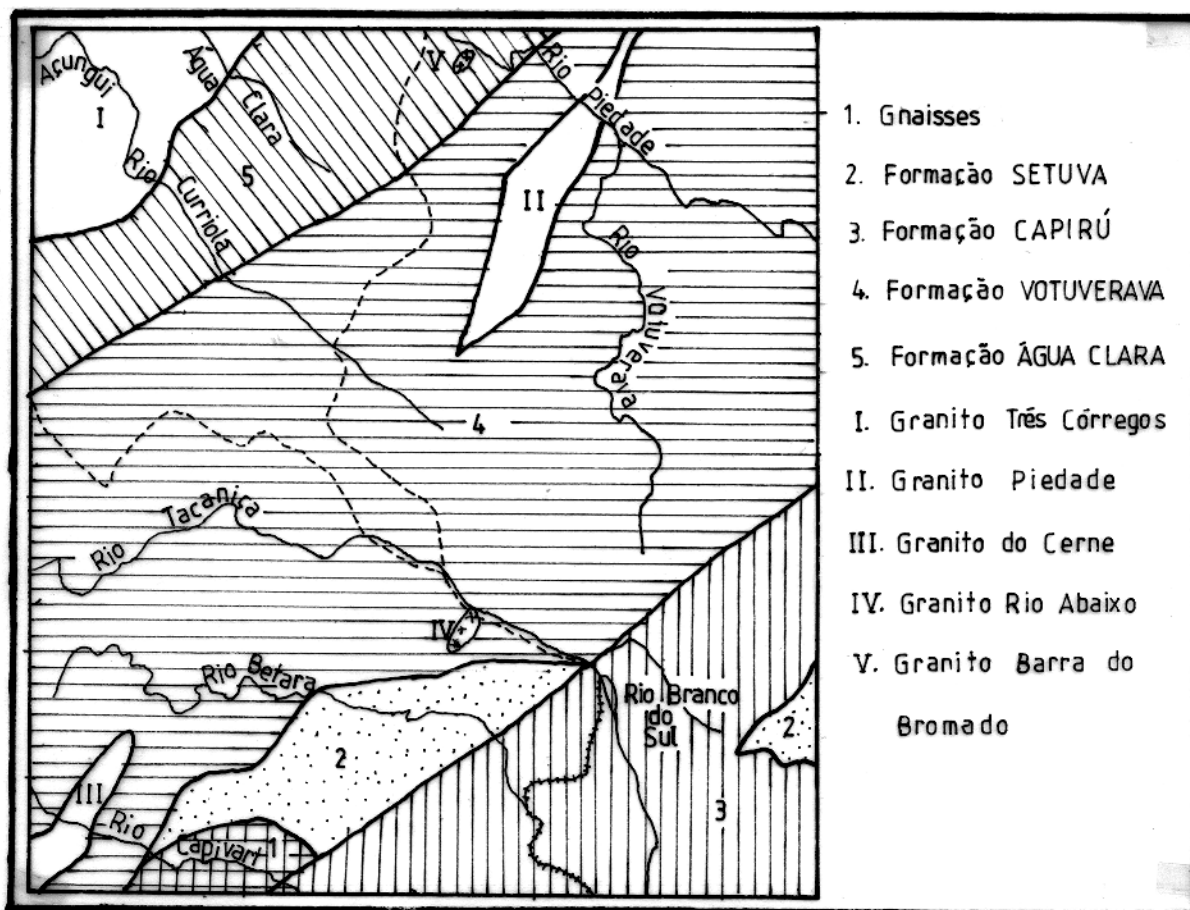 Açungui
I
Água
Clara
5
Rio
Curriola
V
Rio
Piedade
II
Rio
Votuverava
4
Rio Tacaniça
IV
Rio Betara
Rio Branco
do
Sul
2
2
III
3
Rio
Capivari
1
1. Gnaisses
2. Formação SETUVA
3. Formação CAPIRÚ
4. Formação VOTUVERAVA
5. Formação ÁGUA CLARA
I. Granito Três Córregos
II. Granito Piedade
III. Granito do Cerne
IV. Granito Rio Abaixo
V. Granito Barra do
Bromado